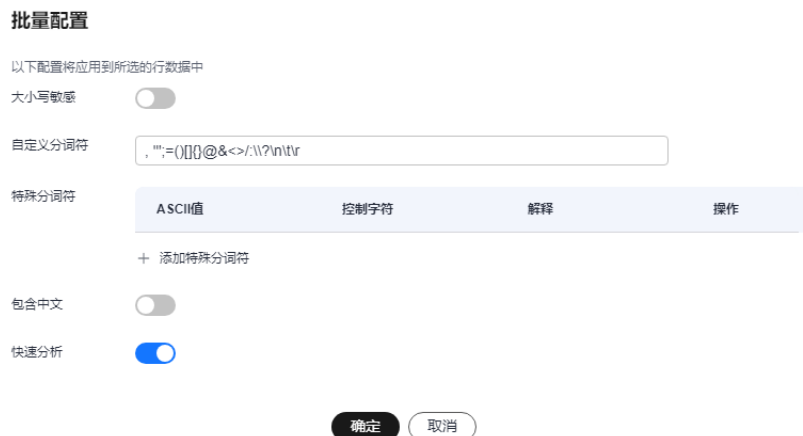 批量配置
以下配置将应用到所选的行数据中
大小写敏感
自定义分词符
, '";=()[]{}@&<>/:\\?\n\t\r
特殊分词符
ASCII值 控制字符 解释 操作
+ 添加特殊分词符
包含中文
快速分析
确定 取消